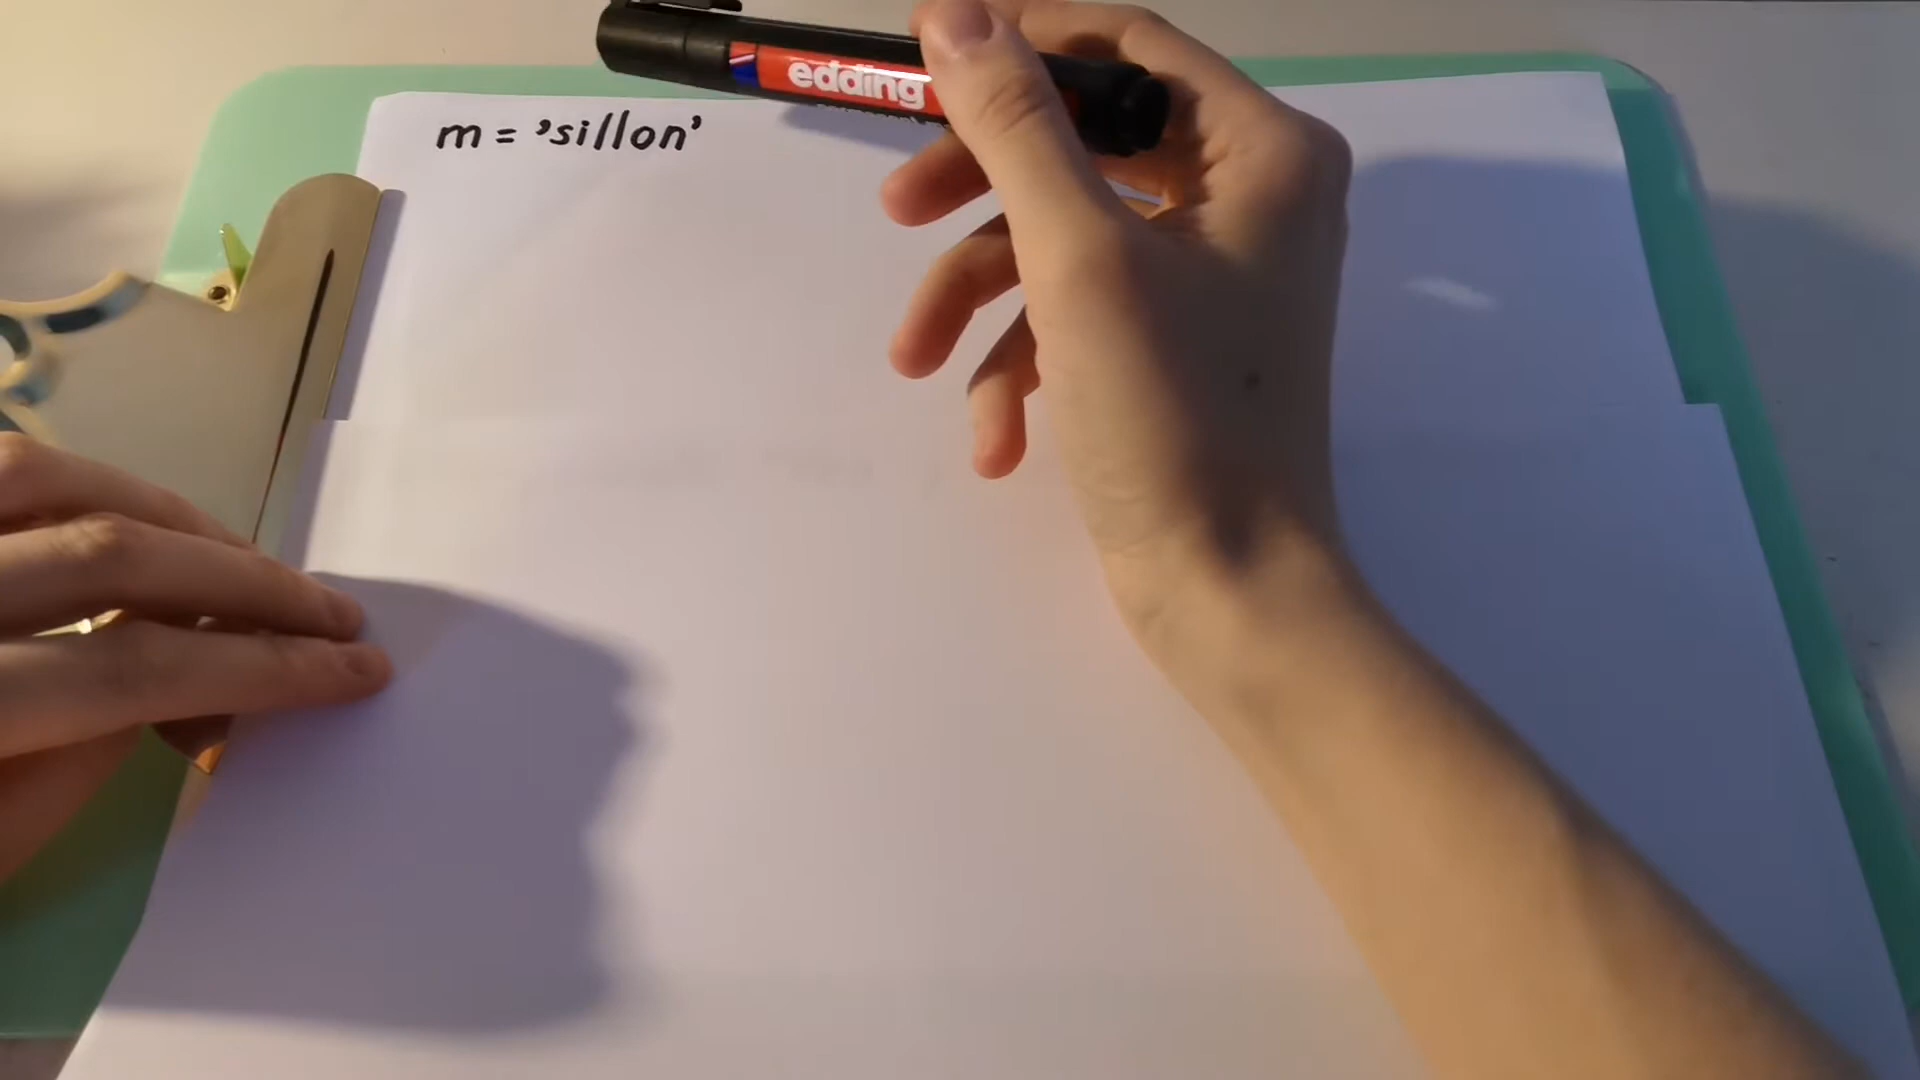 edding
m = 'sillon'